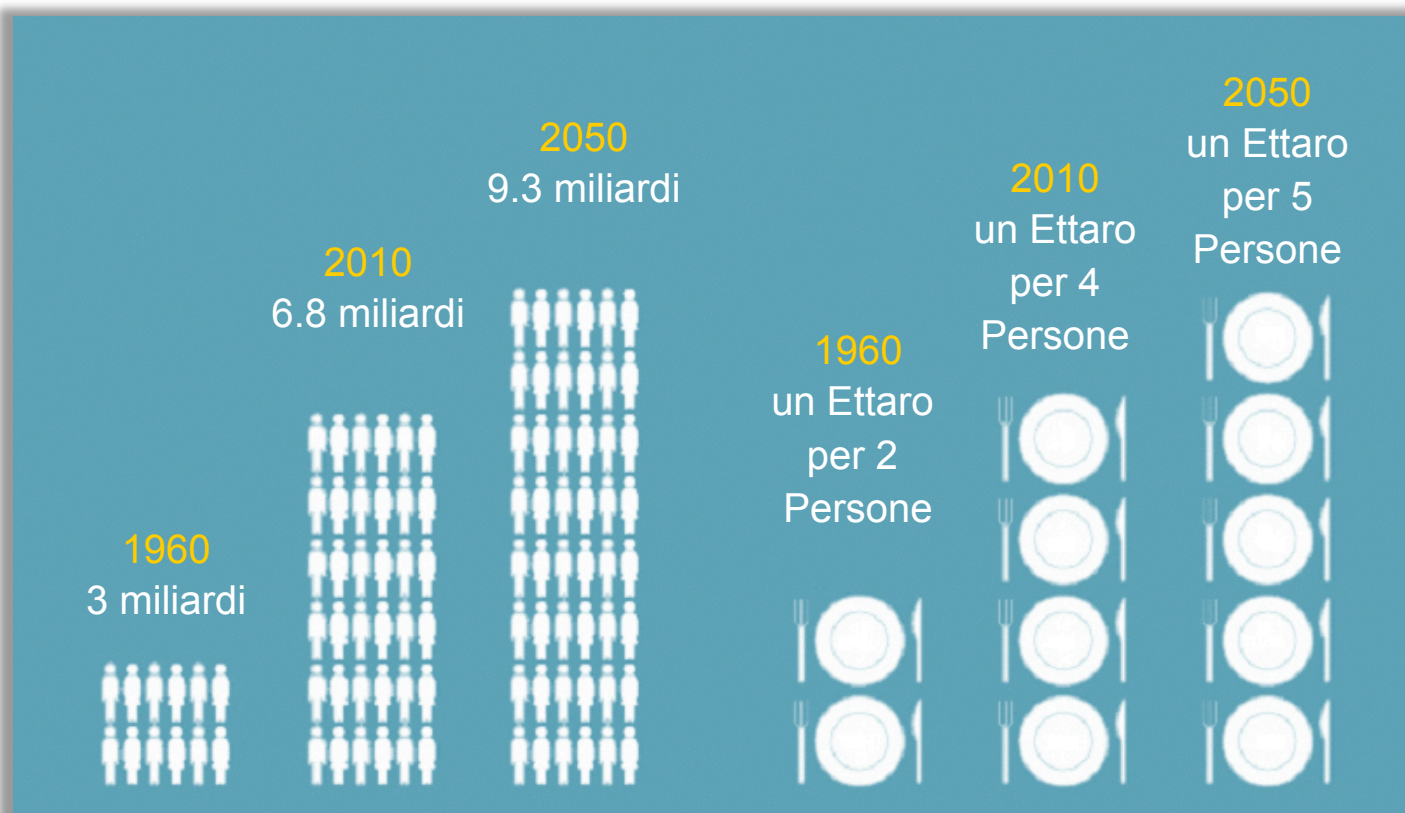 1960
3 miliardi
2010
6.8 miliardi
2050
9.3 miliardi
1960
un Ettaro
per 2
Persone
2010
un Ettaro
per 4
Persone
2050
un Ettaro
per 5
Persone